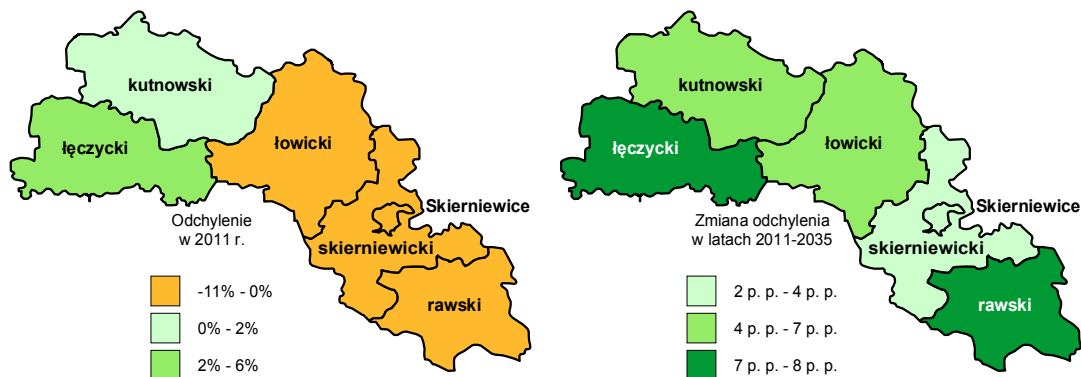 kutnowski
łęczycki
łowicki
Skierniewice
skierniewicki
rawski
Odchylenie
w 2011 r.
-11% - 0%
0% - 2%
2% - 6%
kutnowski
łęczycki
łowicki
Skierniewice
skierniewicki
rawski
Zmiana odchylenia
w latach 2011-2035
2 p. p. - 4 p. p.
4 p. p. - 7 p. p.
7 p. p. - 8 p. p.